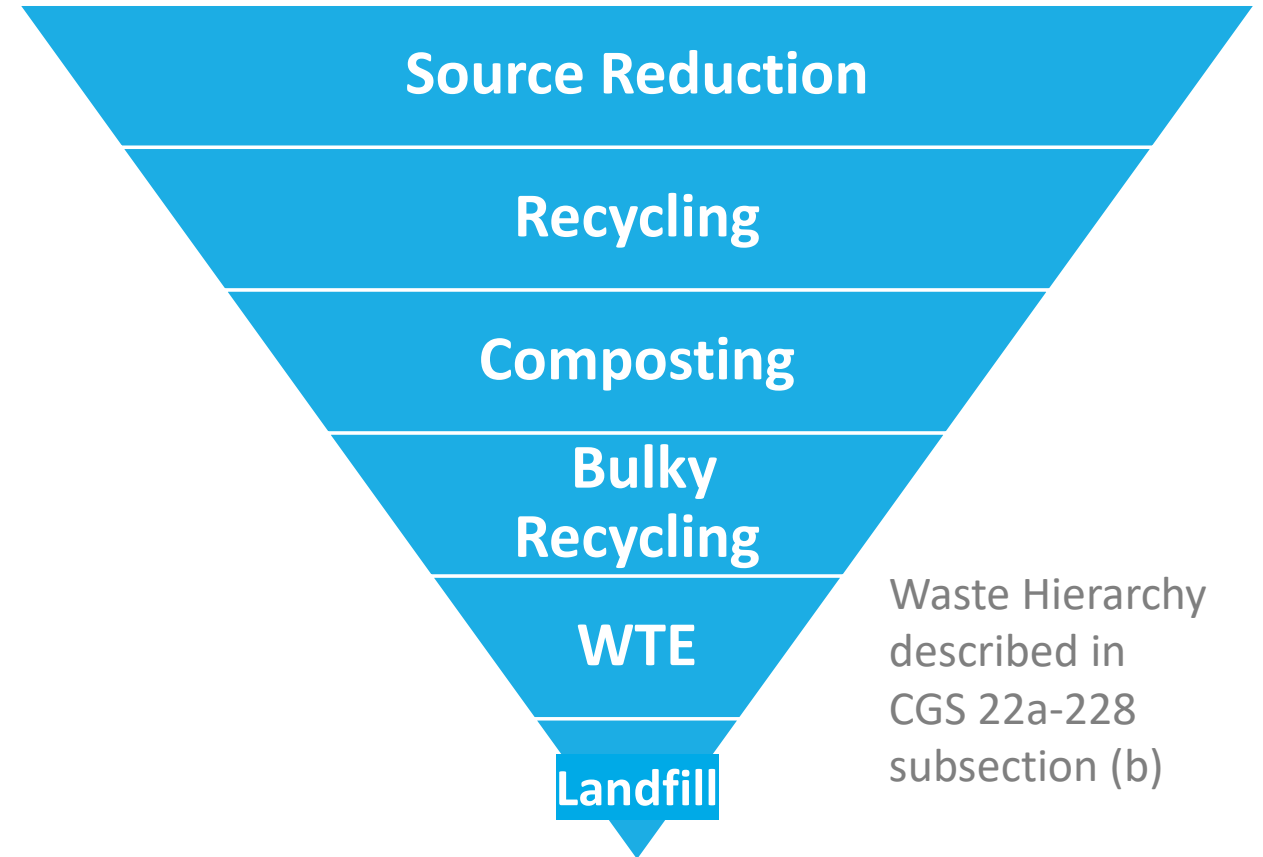 Source Reduction
Recycling
Composting
Bulky
Recycling
WTE
Landfill
Waste Hierarchy
described in
CGS 22a-228
subsection (b)